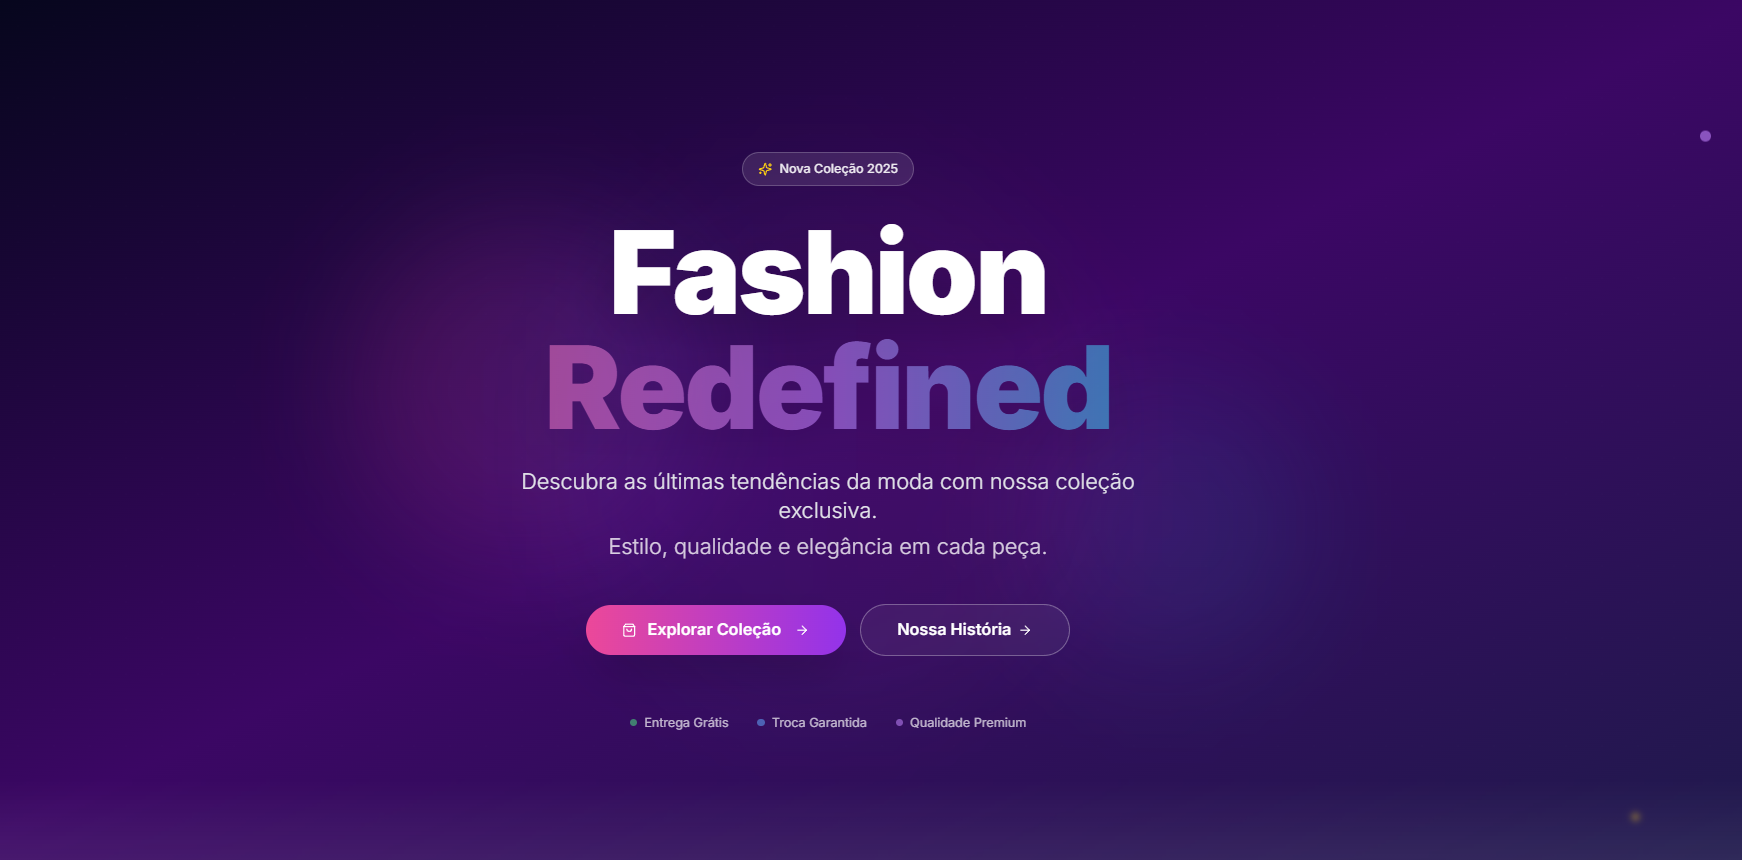 Nova Coleção 2025
Fashion
Redefined
Descubra as últimas tendências da moda com nossa coleção
exclusiva.
Estilo, qualidade e elegância em cada peça.
Explorar Coleção
Nossa História
Entrega Grátis
Troca Garantida
Qualidade Premium